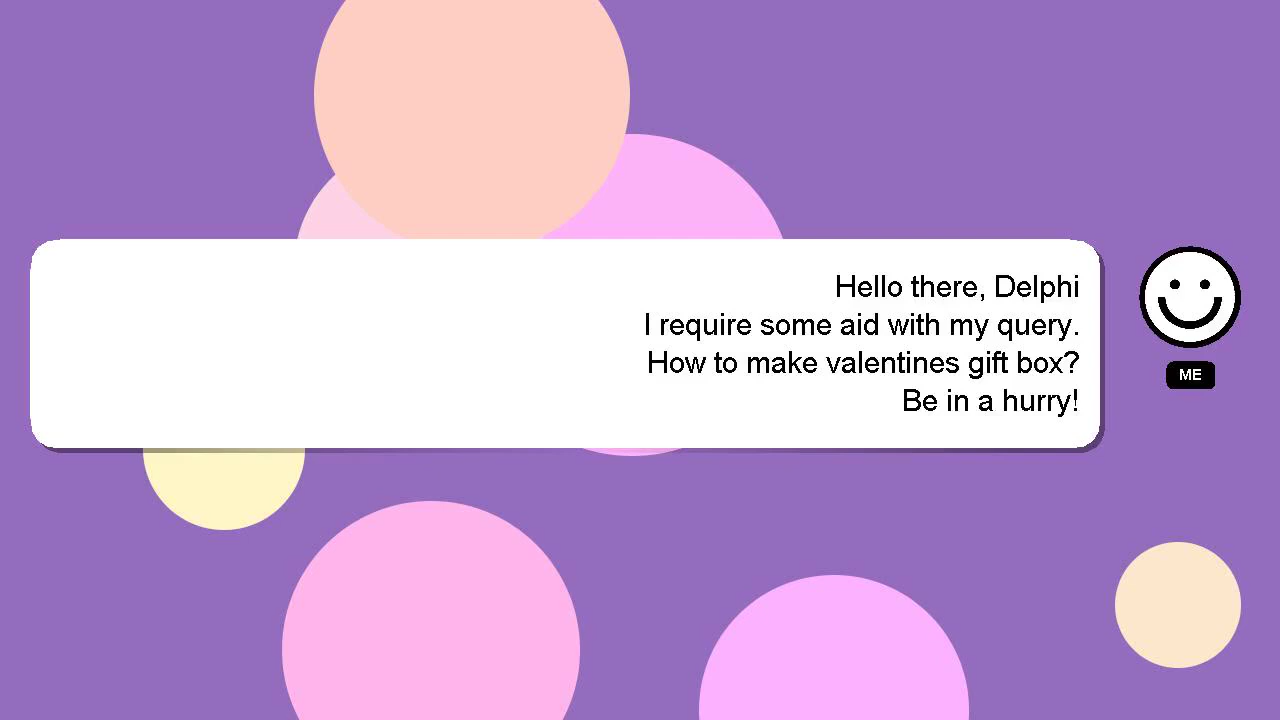 Hello there, Delphi
I require some aid with my query.
How to make valentines gift box?
Be in a hurry!
ME